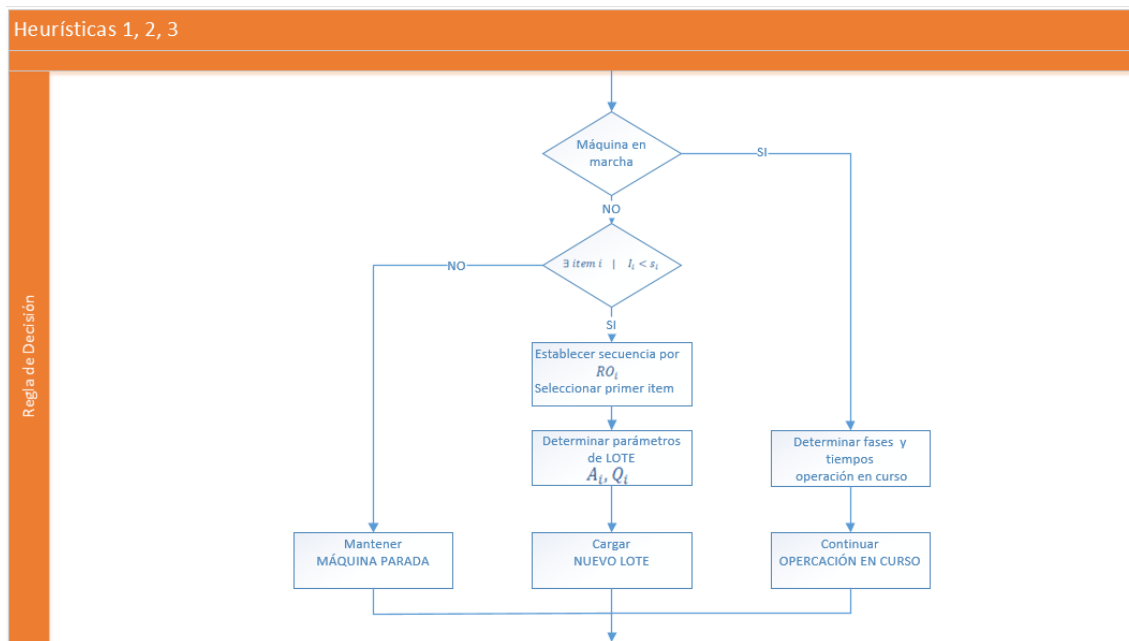 Heurísticas 1, 2, 3
Regla de Decisión
Máquina en
marcha
SI
NO
∃ item i | I_i < s_i
NO
SI
Establecer secuencia por
RO_i
Seleccionar primer item
Determinar parámetros
de LOTE
A_i, Q_i
Determinar fases y
tiempos
operación en curso
Mantener
MÁQUINA PARADA
Cargar
NUEVO LOTE
Continuar
OPERCACIÓN EN CURSO